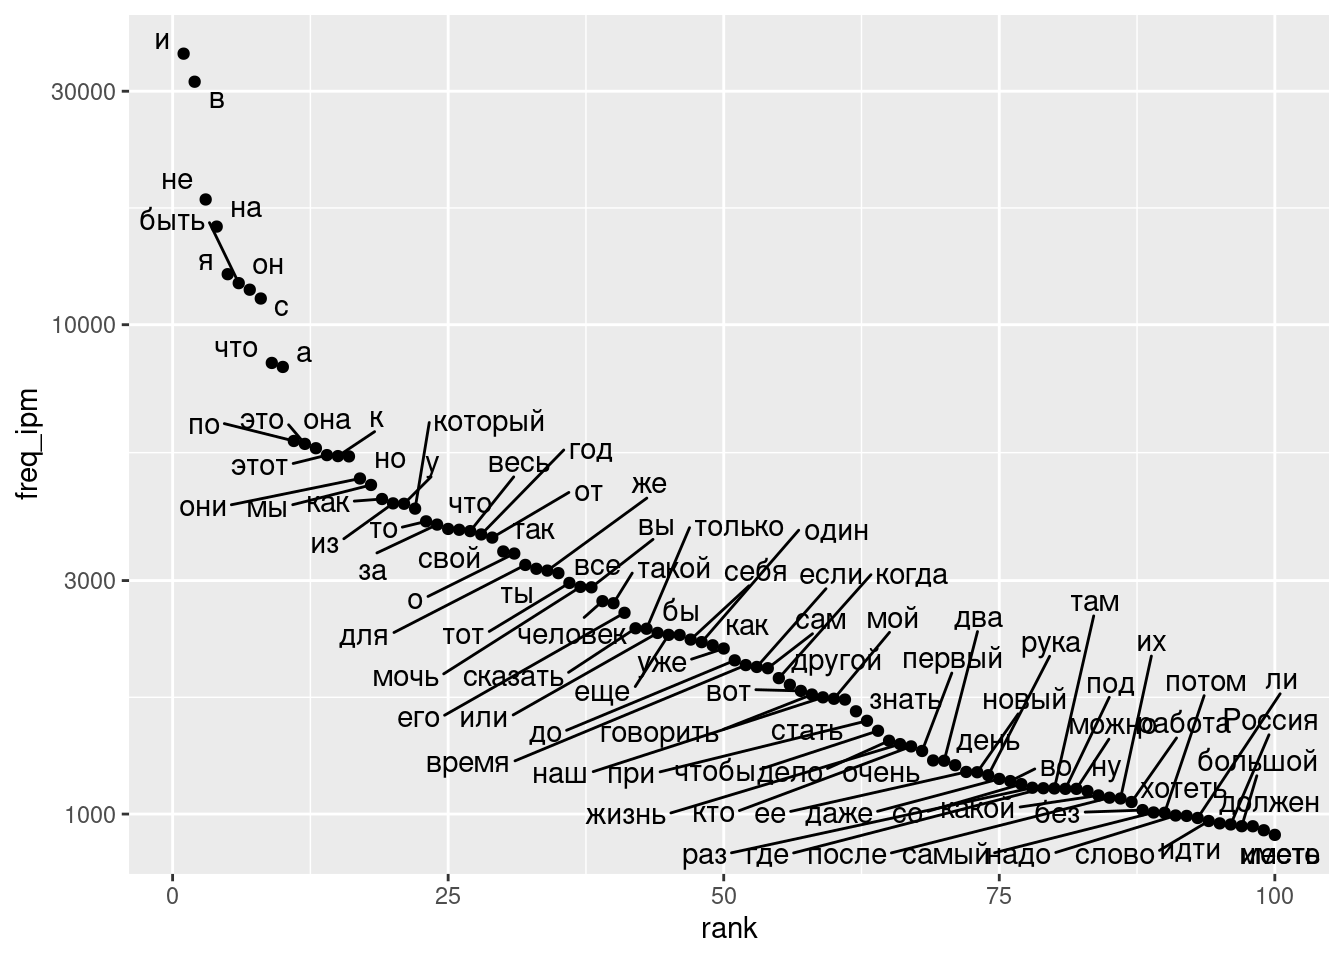 и
30000
в
не
на
быть
я
он
с
10000
что
а
freq_ipm
по
это
она
к
который
этот
но
у
весь
год
они
мы
как
что
от
же
из
то
так
вы
только
один
за
свой
3000
все
такой
себя
если
когда
о
ты
бы
там
для
тот
человек
как
сам
мой
два
рука
их
мочь
сказать
уже
другой
первый
еще
вот
знать
новый
под
потом
ли
его
или
до
говорить
стать
день
можно
работа
Россия
время
наш
при
чтобы
дело
очень
во
ну
большой
хотеть
жизнь
кто
ее
даже
со
какой
без
должен
1000
раз
где
после
самый
надо
слово
идти
место
0
25
50
75
100
rank